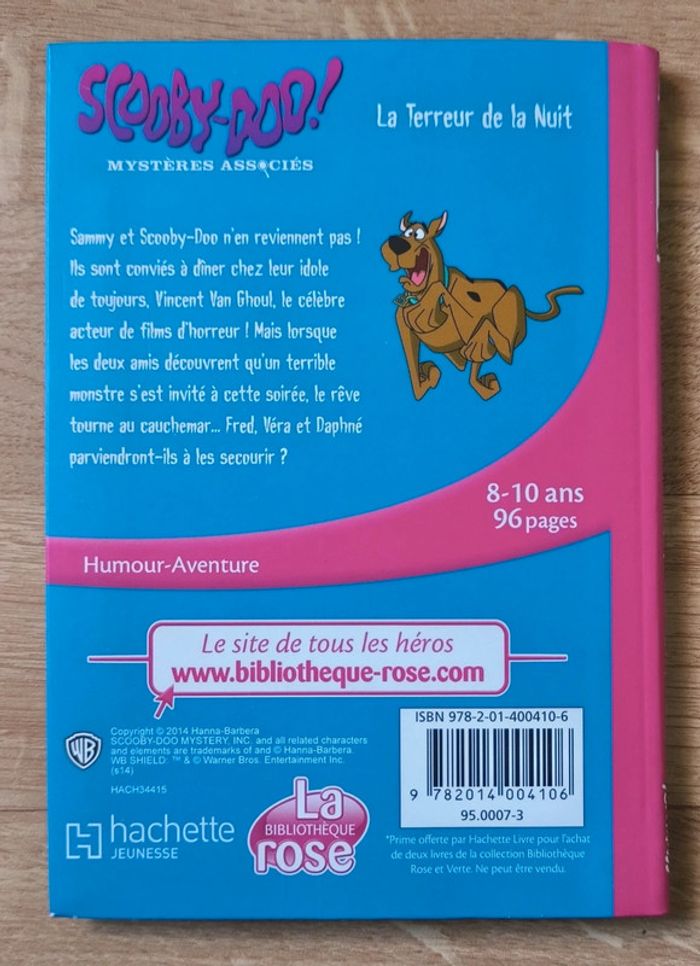 SCOOBY-DOO!
MYSTÈRES ASSOCIÉS
La Terreur de la Nuit
Sammy et Scooby-Doo n'en reviennent pas !
Ils sont conviés à dîner chez leur idole
de toujours, Vincent Van Ghoul, le célèbre
acteur de films d'horreur ! Mais lorsque
les deux amis découvrent qu'un terrible
monstre s'est invité à cette soirée, le rêve
tourne au cauchemar... Fred, Véra et Daphné
parviendront-ils à les secourir ?
8-10 ans
96 pages
Humour-Aventure
Le site de tous les héros
www.bibliotheque-rose.com
WB
Copyright © 2014 Hanna-Barbera
SCOOBY-DOO MYSTERY, INC. and all related characters
and elements are trademarks of and © Hanna-Barbera.
WB SHIELD: ™ & © Warner Bros. Entertainment Inc.
(s14)
HACH34415
hachette
JEUNESSE
La
BIBLIOTHÈQUE
rose
ISBN 978-2-01-400410-6
9 782014 004106
95.0007-3
*Prime offerte par Hachette Livre pour l'achat
de deux livres de la collection Bibliothèque
Rose et Verte. Ne peut être vendu.